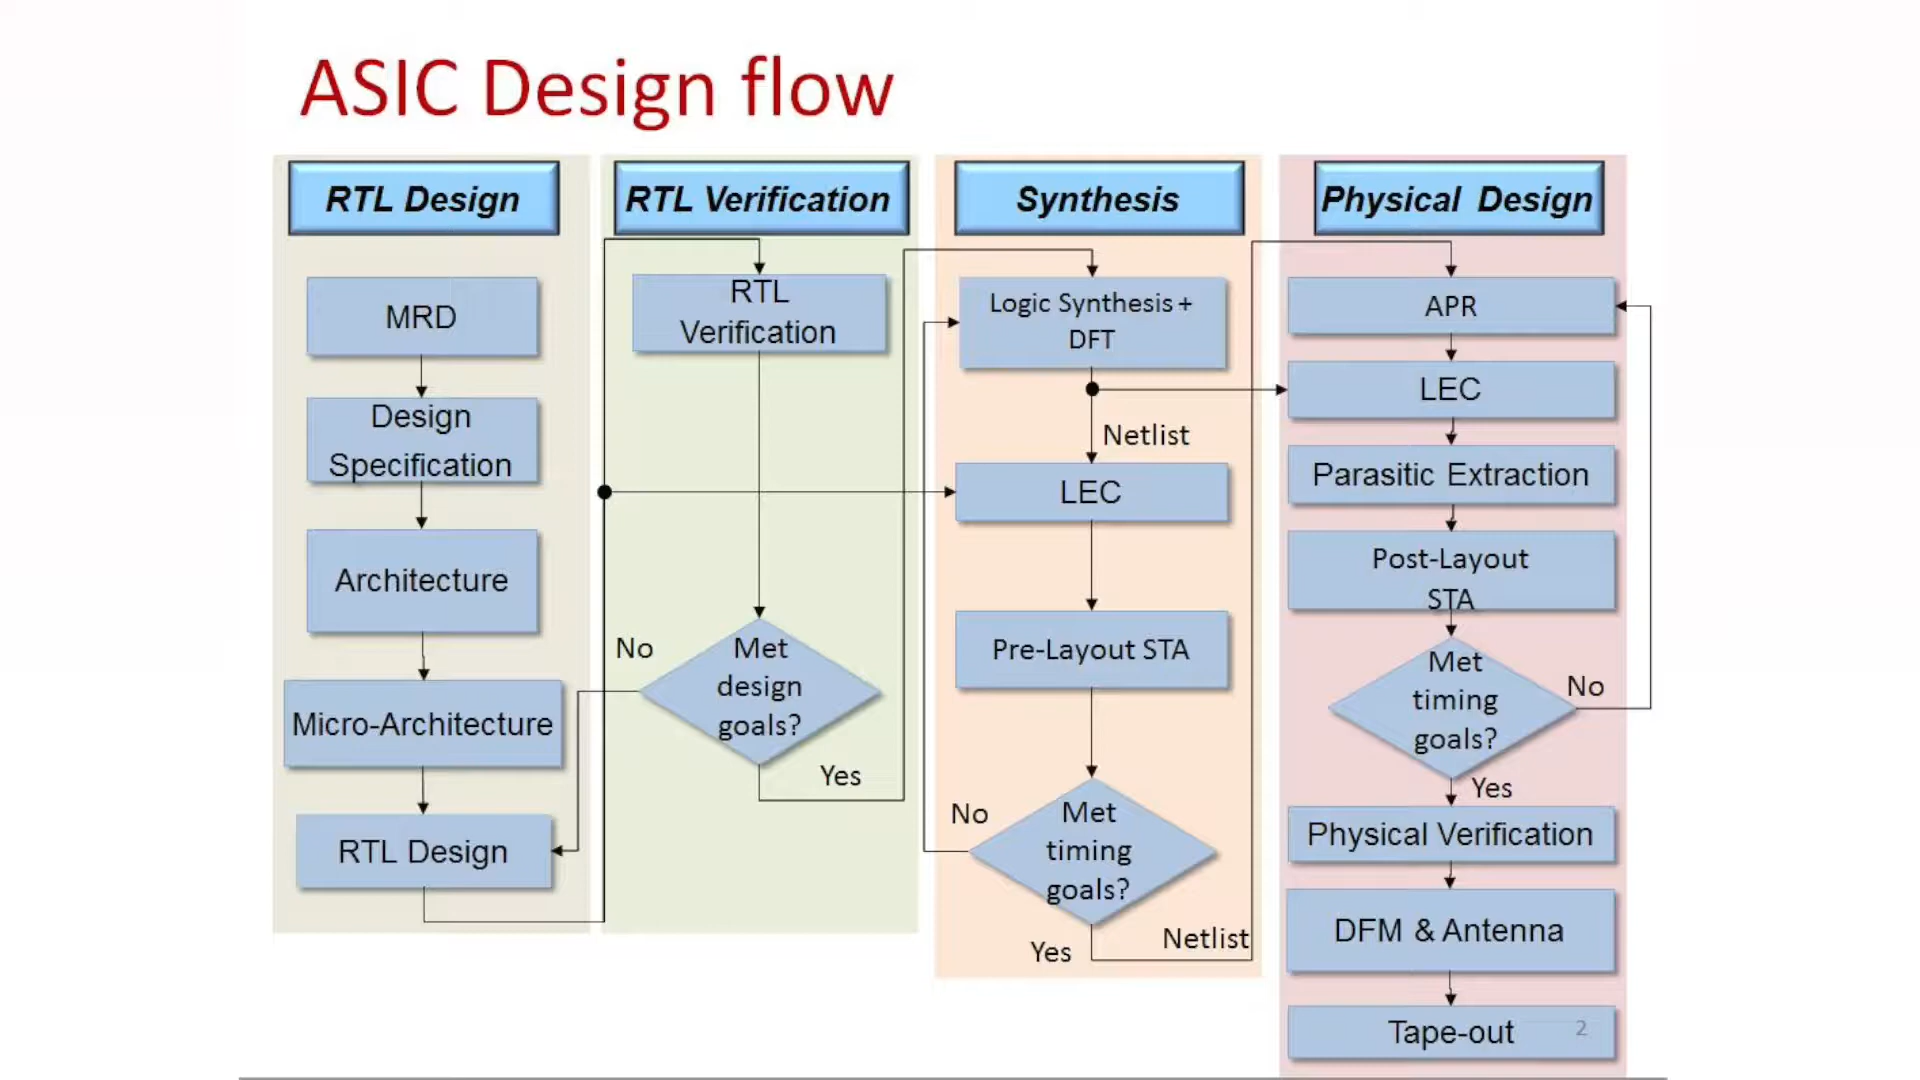 ASIC Design flow
RTL Design
MRD
Design
Specification
Architecture
Micro-Architecture
RTL Design
RTL Verification
RTL
Verification
No
Met
design
goals?
Yes
Synthesis
Logic Synthesis +
DFT
Netlist
LEC
Pre-Layout STA
No
Met
timing
goals?
Yes
Netlist
Physical Design
APR
LEC
Parasitic Extraction
Post-Layout
STA
Met
timing
goals?
No
Yes
Physical Verification
DFM & Antenna
Tape-out
2